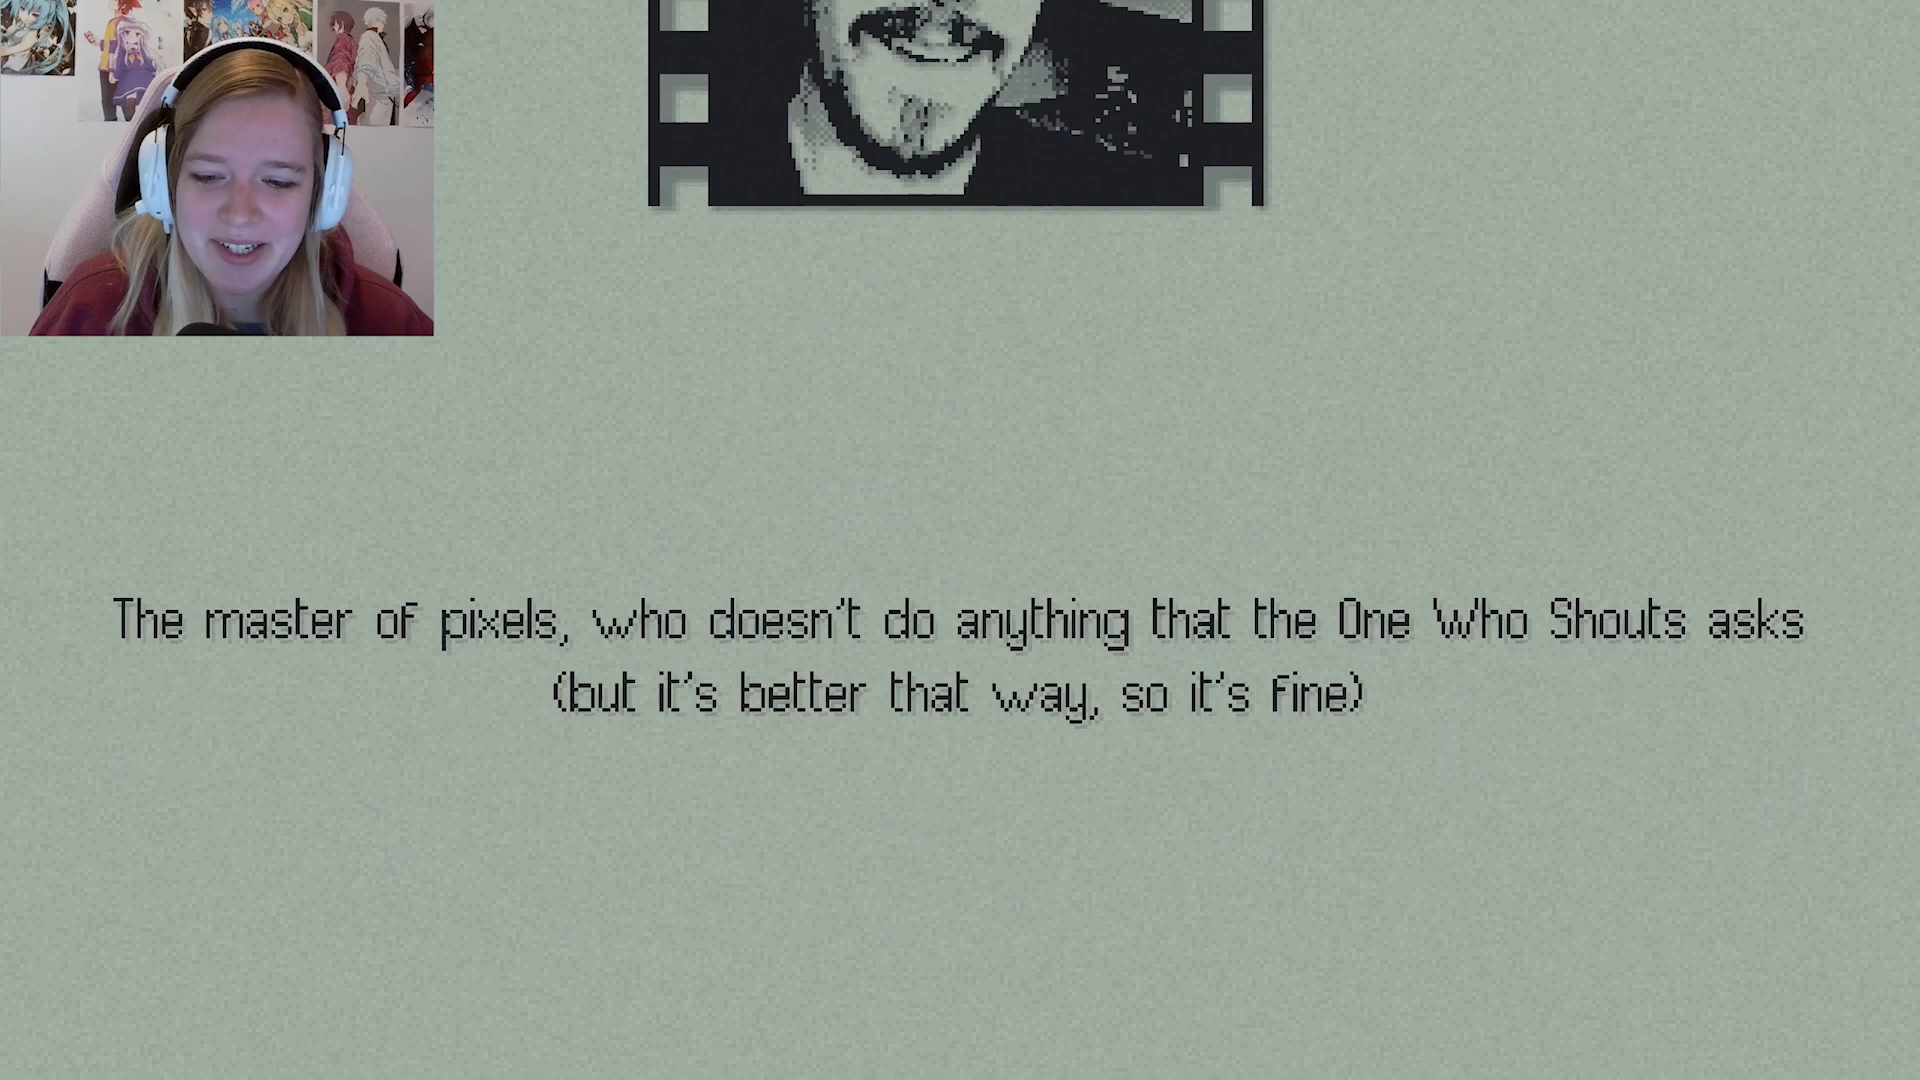 The master of pixels, who doesn't do anything that the One Who Shouts asks
(but it's better that way, so it's fine)